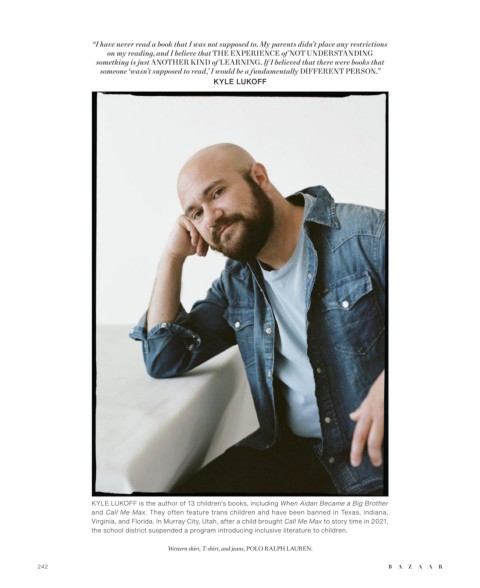 “I have never read a book that I was not supposed to. My parents didn’t place any restrictions
on my reading, and I believe that THE EXPERIENCE of NOT UNDERSTANDING
something is just ANOTHER KIND of LEARNING. If I believed that there were books that
someone ‘wasn’t supposed to read,’ I would be a fundamentally DIFFERENT PERSON.”
KYLE LUKOFF
KYLE LUKOFF is the author of 13 children’s books, including When Aidan Became a Big Brother
and Call Me Max. They often feature trans children and have been banned in Texas, Indiana,
Virginia, and Florida. In Murray City, Utah, after a child brought Call Me Max to story time in 2021,
the school district suspended a program introducing inclusive literature to children.
Western shirt, T-shirt, and jeans, POLO RALPH LAUREN.
242
BAZAAR